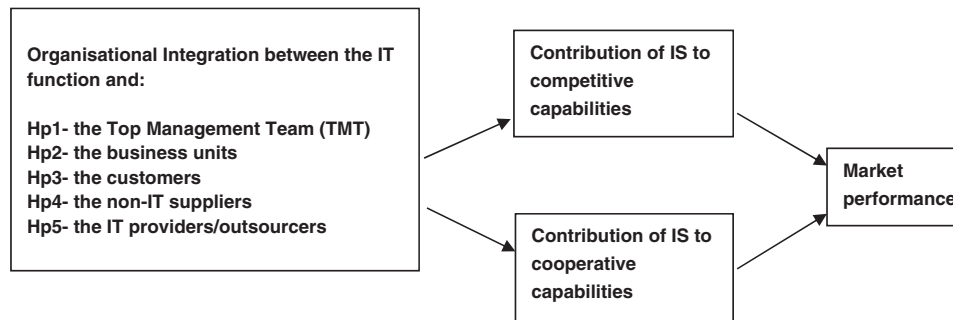 Organisational Integration between the IT
function and:
Hp1- the Top Management Team (TMT)
Hp2- the business units
Hp3- the customers
Hp4- the non-IT suppliers
Hp5- the IT providers/outsourcers
Contribution of IS to
competitive
capabilities
Contribution of IS to
cooperative
capabilities
Market
performance